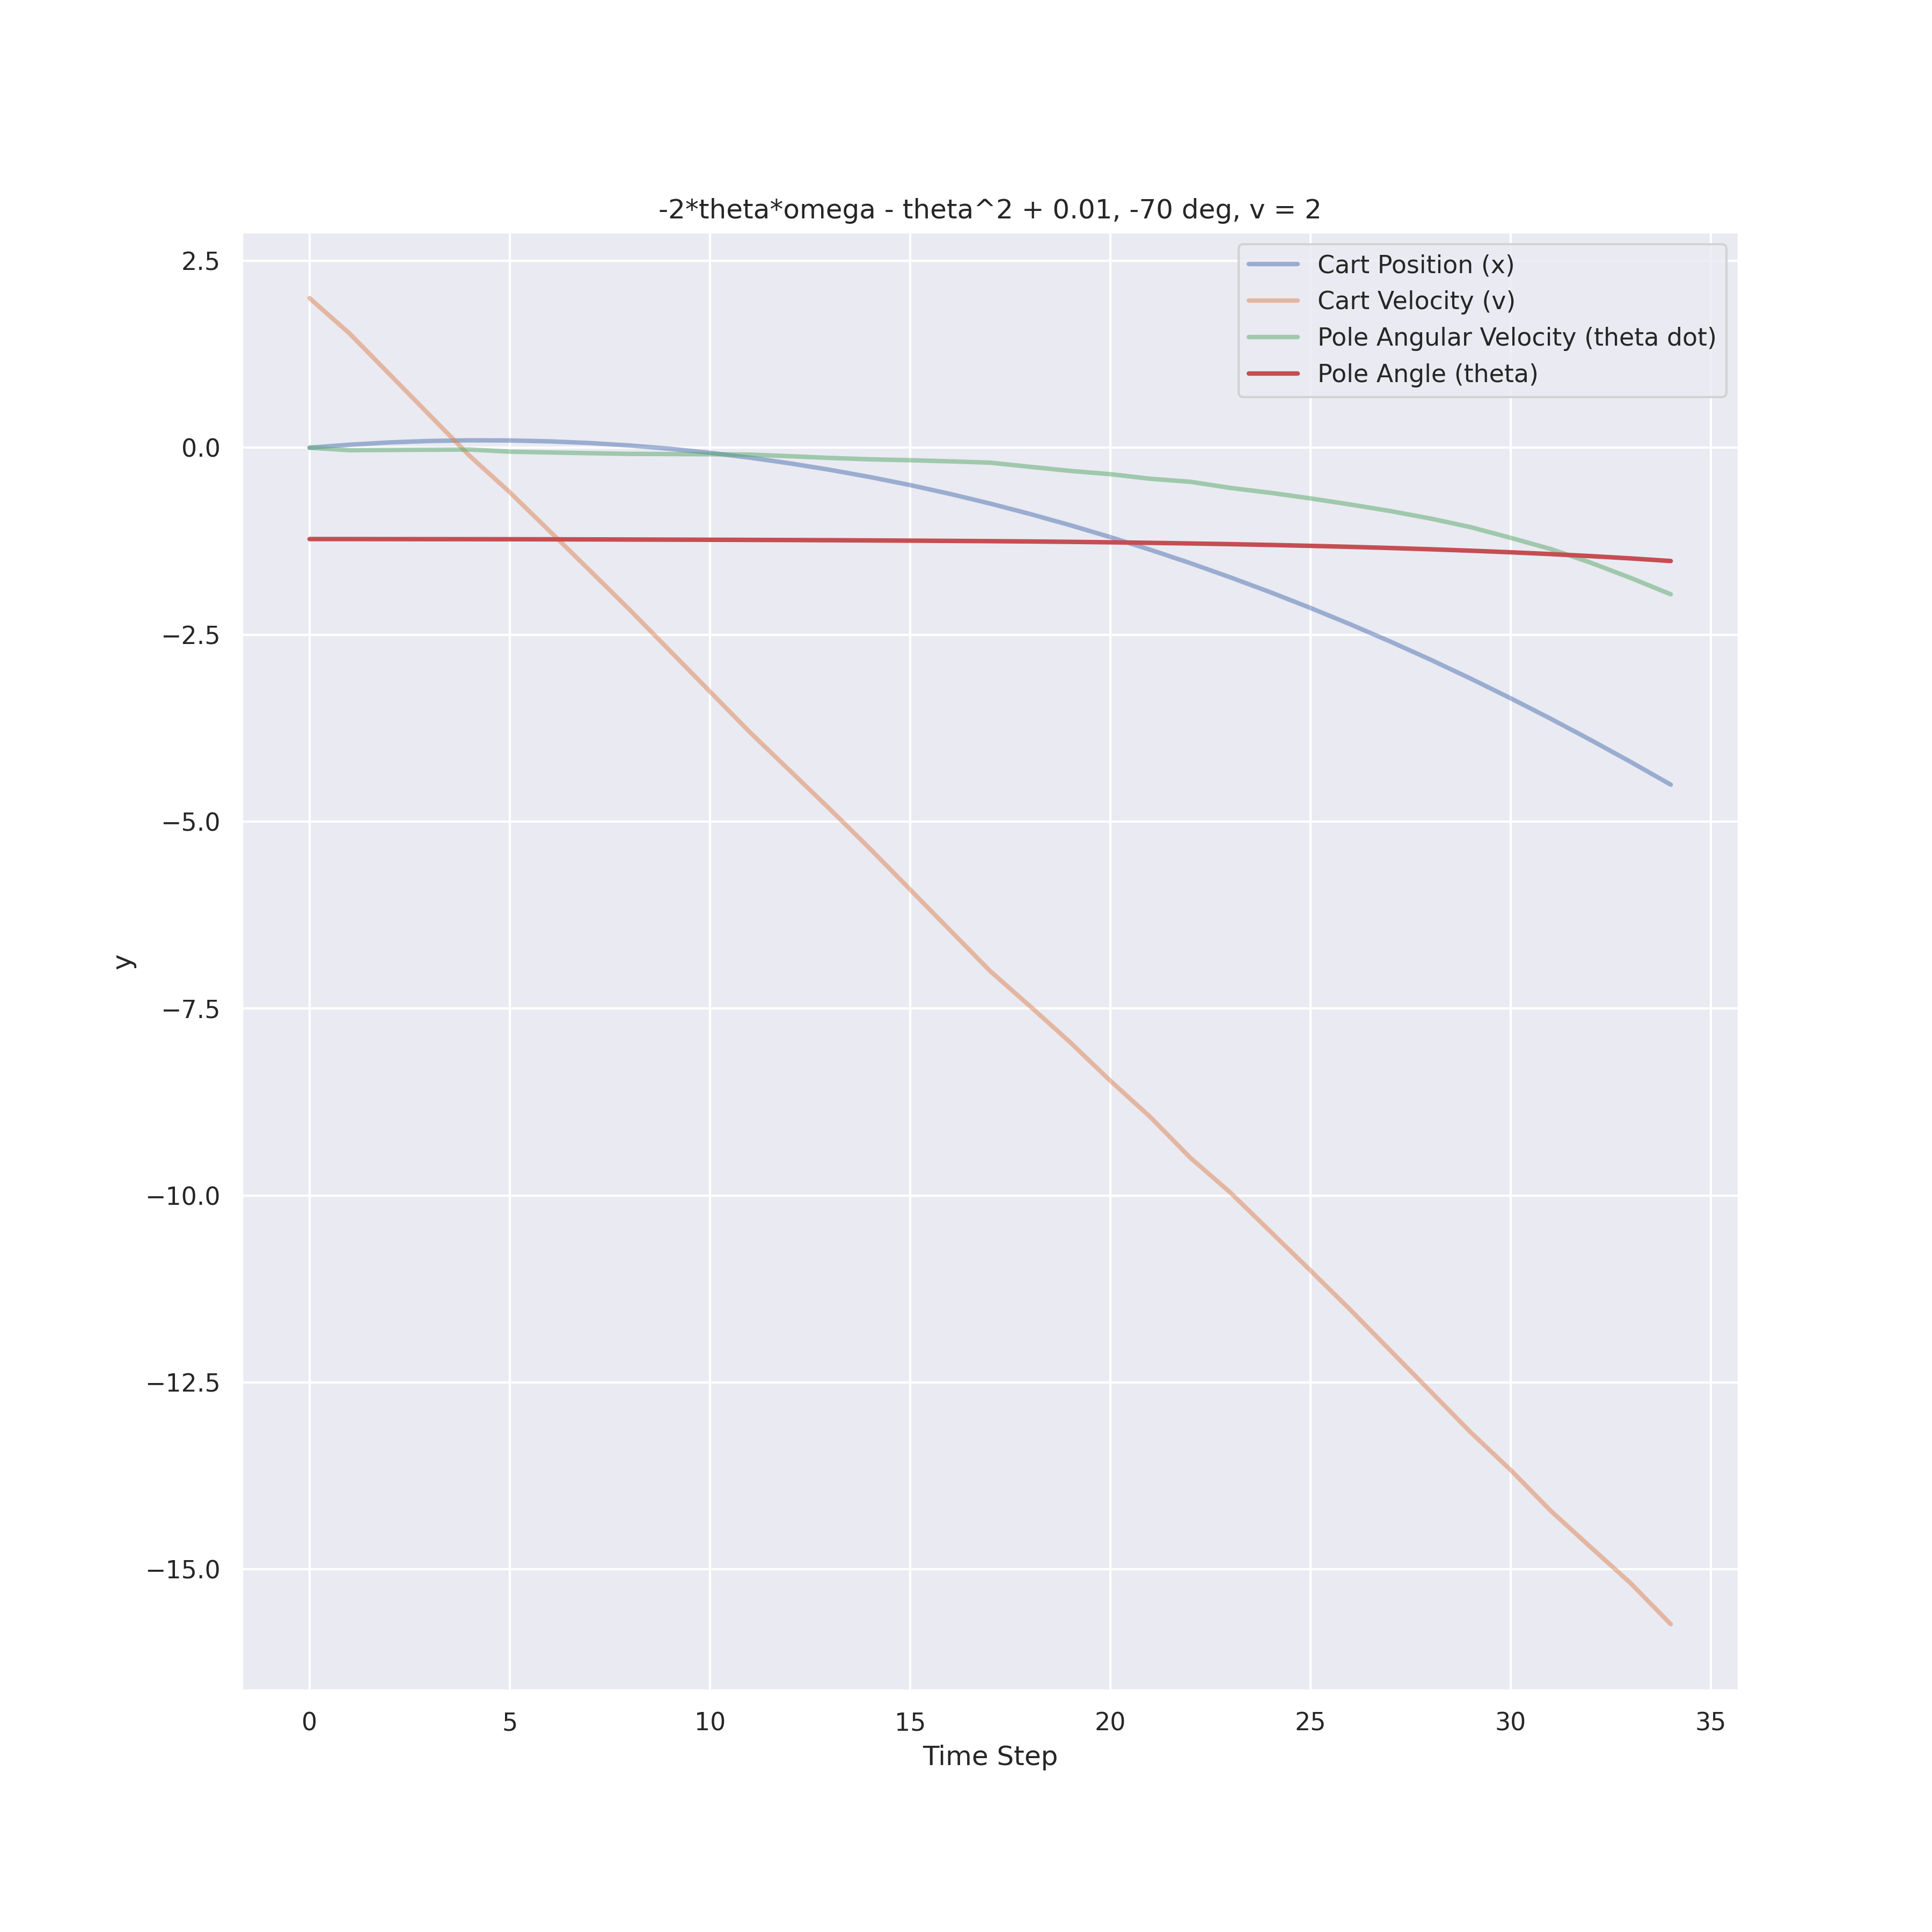 -2*theta*omega - theta^2 + 0.01, -70 deg, v = 2
Cart Position (x)
Cart Velocity (v)
Pole Angular Velocity (theta dot)
Pole Angle (theta)
2.5
0.0
−2.5
−5.0
−7.5
−10.0
−12.5
−15.0
y
0 5 10 15 20 25 30 35
Time Step